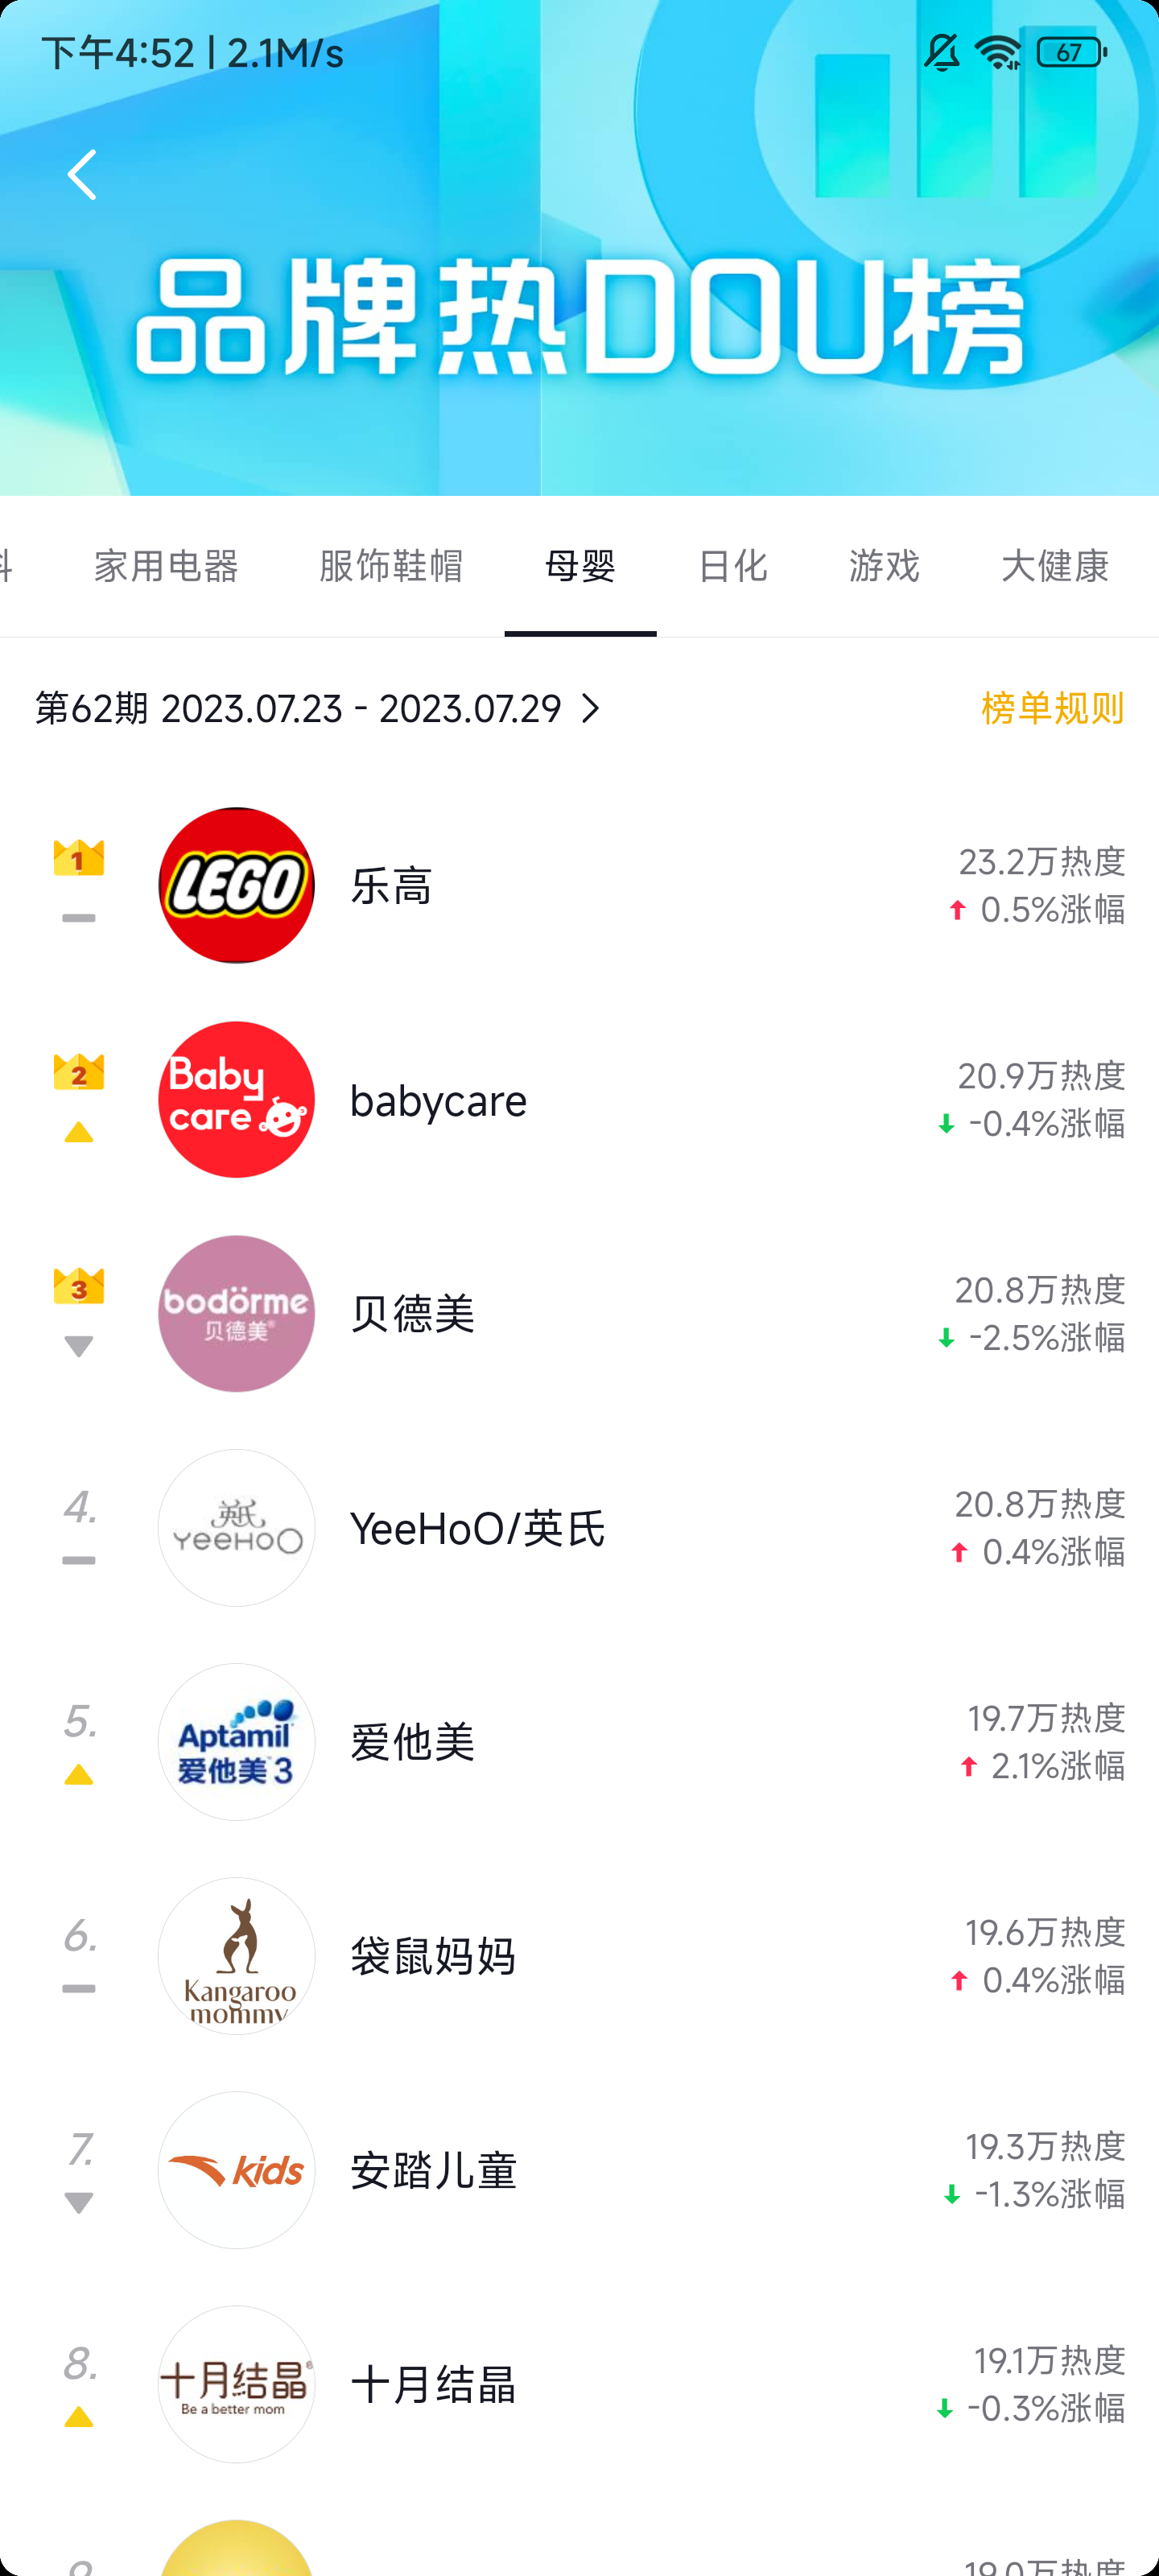 下午4:52 | 2.1M/s
67
品牌热DOU榜
家用电器 服饰鞋帽 母婴 日化 游戏 大健康
第62期 2023.07.23 - 2023.07.29
榜单规则
1
LEGO
乐高
23.2万热度
0.5%涨幅
2
Baby
care
babycare
20.9万热度
-0.4%涨幅
3
bodörme
贝德美®
贝德美
20.8万热度
-2.5%涨幅
4.
英氏
YeeHoO
YeeHoO/英氏
20.8万热度
0.4%涨幅
5.
Aptamil
爱他美 3
爱他美
19.7万热度
2.1%涨幅
6.
Kangaroo
mommy
袋鼠妈妈
19.6万热度
0.4%涨幅
7.
kids
安踏儿童
19.3万热度
-1.3%涨幅
8.
十月结晶®
Be a better mom
十月结晶
19.1万热度
-0.3%涨幅
19.0万热度